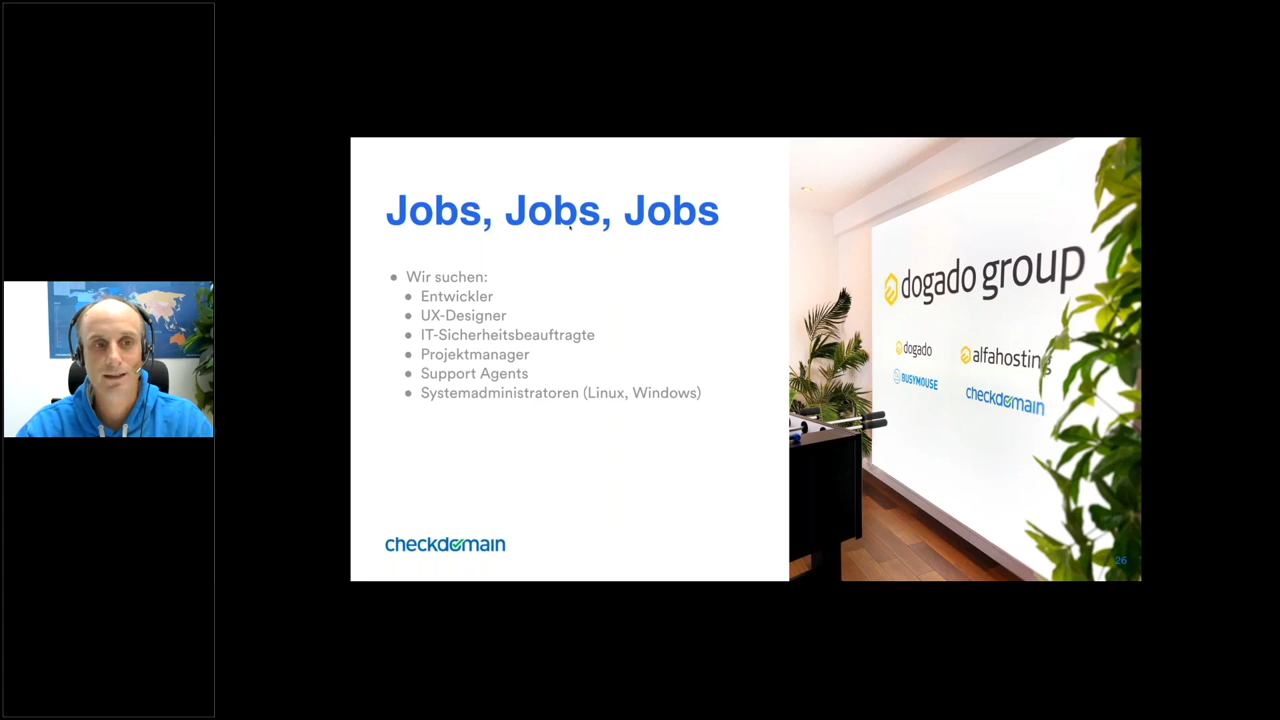 Jobs, Jobs, Jobs
● Wir suchen:
● Entwickler
● UX-Designer
● IT-Sicherheitsbeauftragte
● Projektmanager
● Support Agents
● Systemadministratoren (Linux, Windows)
checkdomain
dogado group
dogado
alfahosting
BUSYMOUSE
checkdomain
26